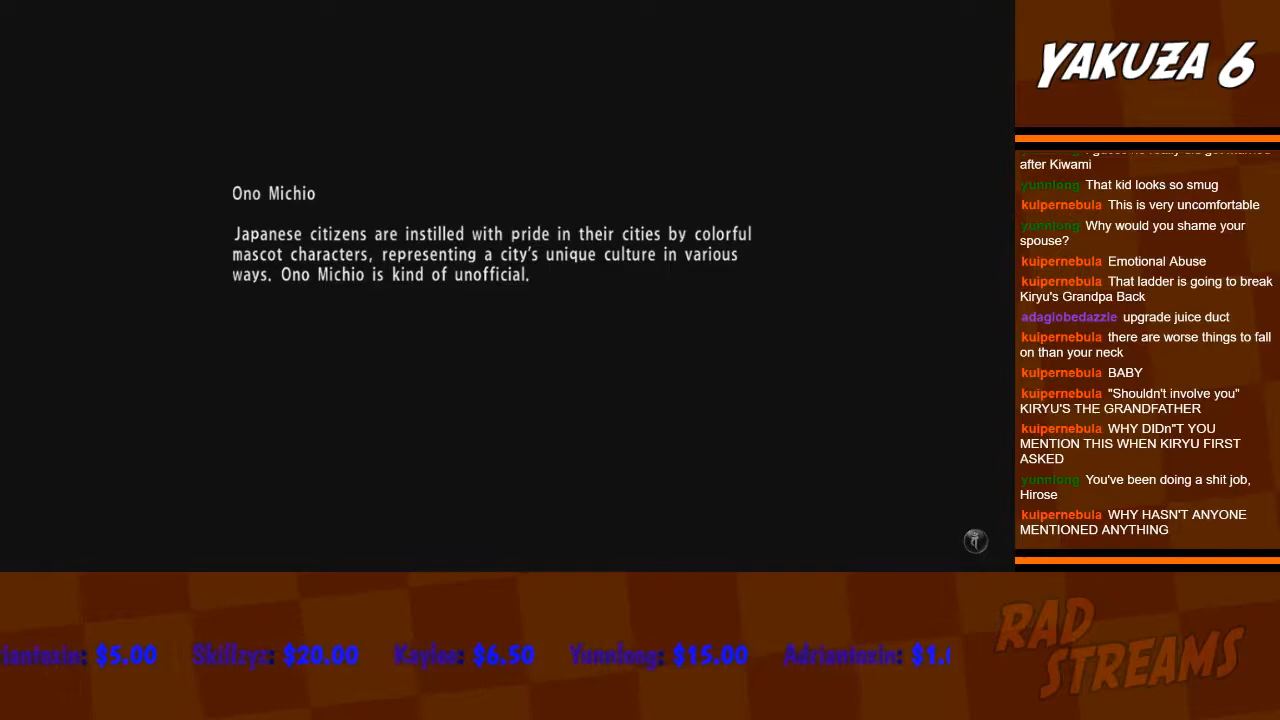 YAKUZA 6
Ono Michio
Japanese citizens are instilled with pride in their cities by colorful
mascot characters, representing a city's unique culture in various
ways. Ono Michio is kind of unofficial.
after Kiwami
yunnlong That kid looks so smug
kuipernebula This is very uncomfortable
yunnlong Why would you shame your
spouse?
kuipernebula Emotional Abuse
kuipernebula That ladder is going to break
Kiryu's Grandpa Back
adaglobedazzle upgrade juice duct
kuipernebula there are worse things to fall
on than your neck
kuipernebula BABY
kuipernebula "Shouldn't involve you"
KIRYU'S THE GRANDFATHER
kuipernebula WHY DIDn"T YOU
MENTION THIS WHEN KIRYU FIRST
ASKED
yunnlong You've been doing a shit job,
Hirose
kuipernebula WHY HASN'T ANYONE
MENTIONED ANYTHING
$5.00 Skillzyz: $20.00 Kaylee: $6.50 Yunnlong: $15.00 Adriantoxin: $1.
RAD
STREAMS